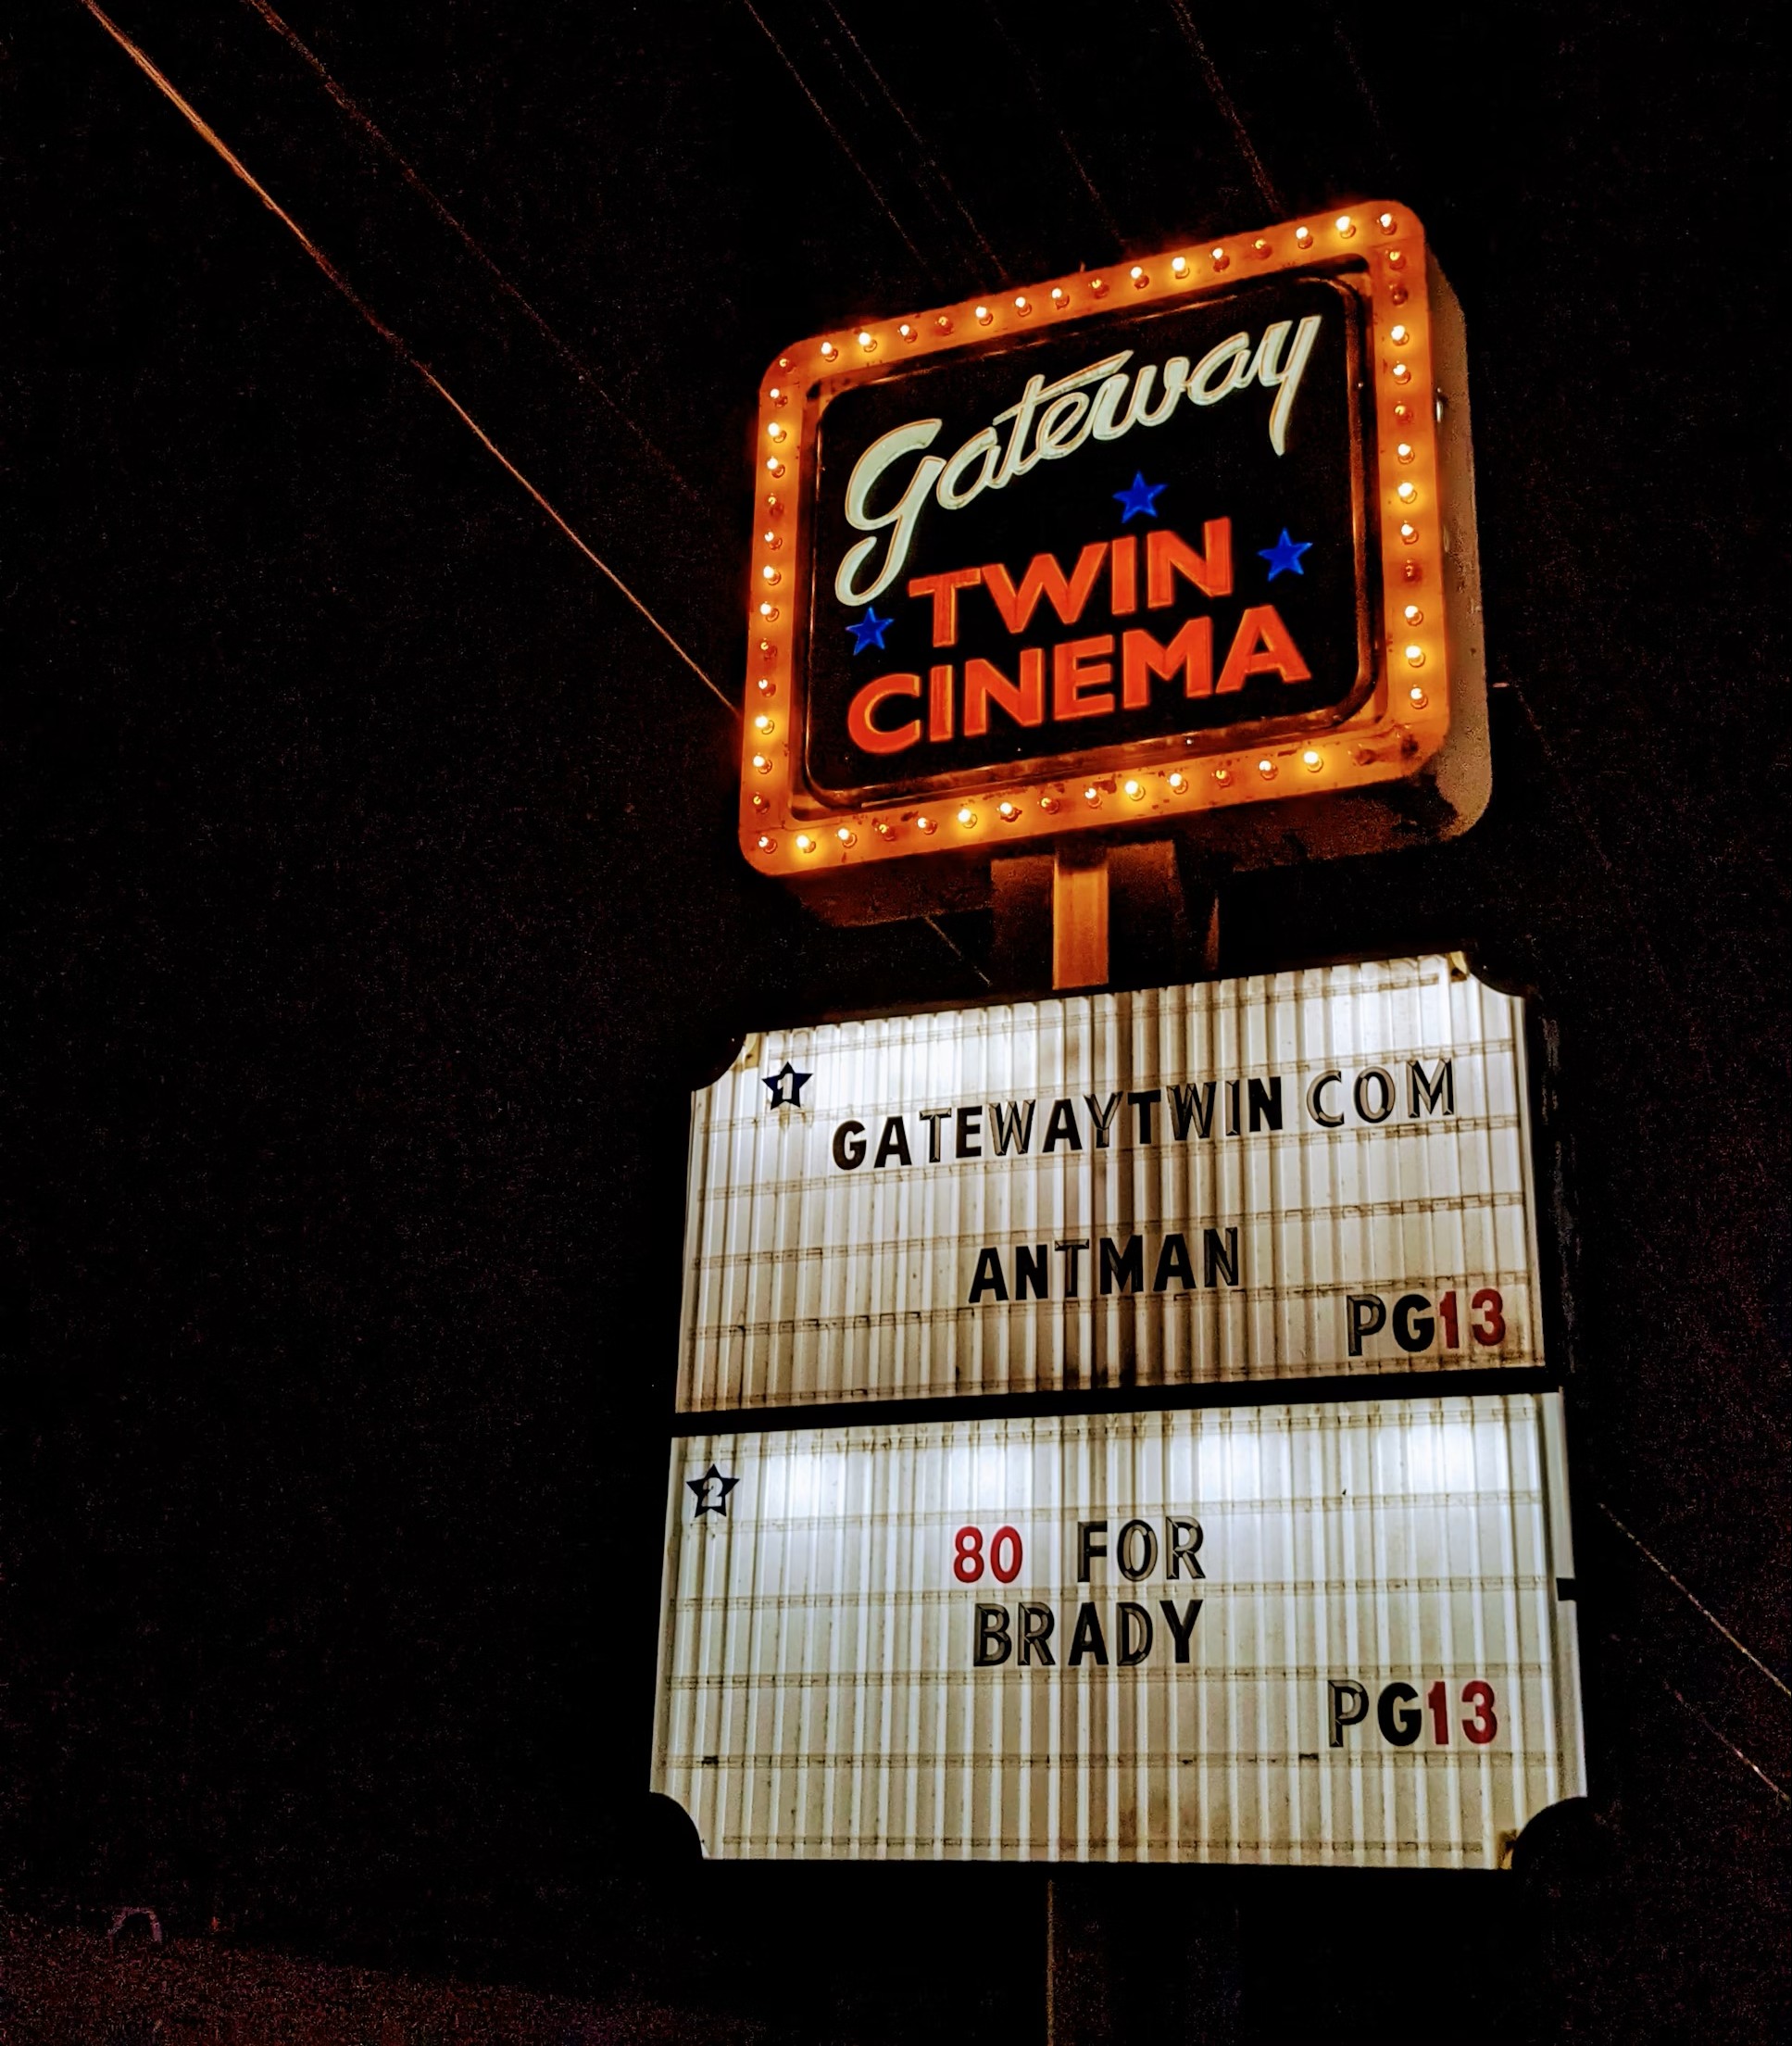 Gateway
TWIN
CINEMA
1
GATEWAYTWIN COM
ANTMAN
PG13
2
80 FOR
BRADY
PG13